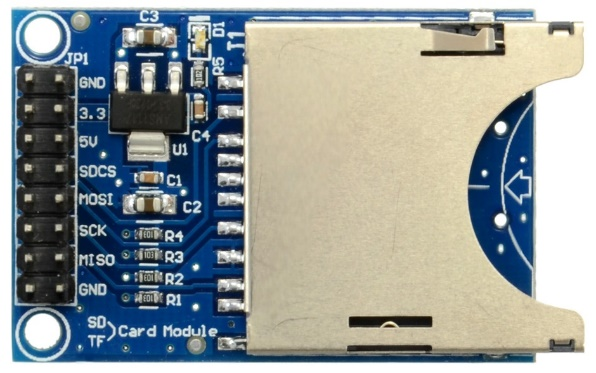 C3
D1
J1
JP1
GND
R5
3.3
C4
5V
U1
SDCS
C1
MOSI
C2
SCK
R4
MISO
R3
R2
GND
R1
SD
TF
Card Module